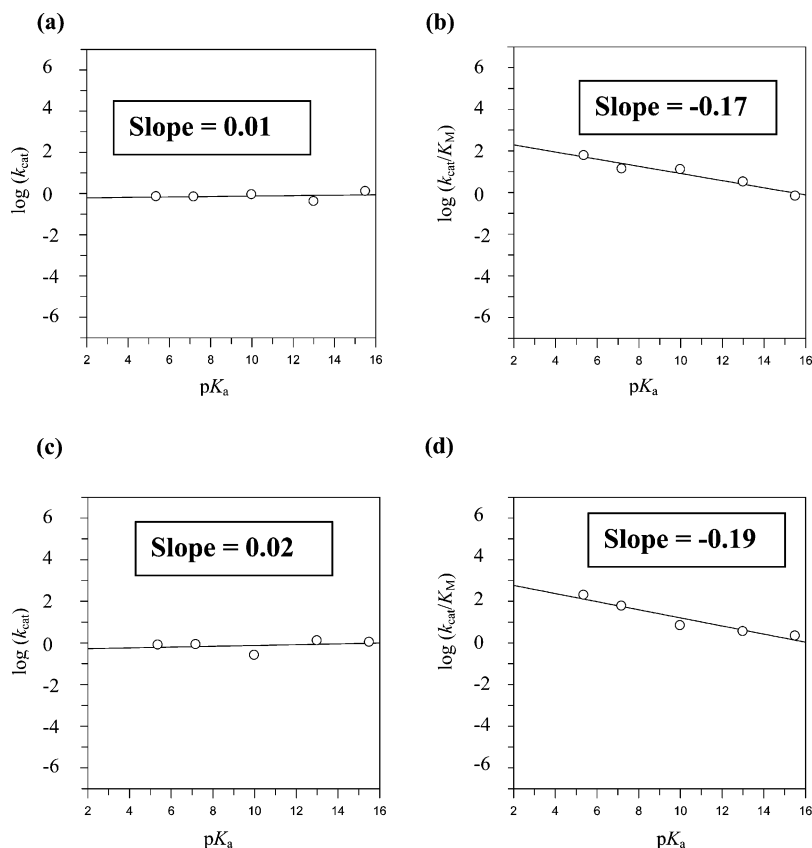 (a)
Slope = 0.01
log (kcat)
6
4
2
0
-2
-4
-6
2 4 6 8 10 12 14 16
pKa
(b)
Slope = -0.17
log (kcat/KM)
6
4
2
0
-2
-4
-6
2 4 6 8 10 12 14 16
pKa
(c)
Slope = 0.02
log (kcat)
6
4
2
0
-2
-4
-6
2 4 6 8 10 12 14 16
pKa
(d)
Slope = -0.19
log (kcat/KM)
6
4
2
0
-2
-4
-6
2 4 6 8 10 12 14 16
pKa